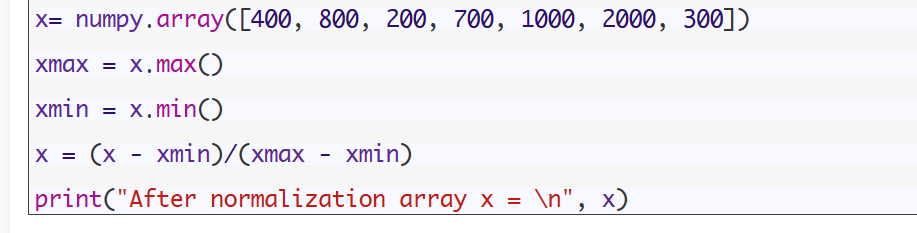 x= numpy.array([400, 800, 200, 700, 1000, 2000, 300])
xmax = x.max()
xmin = x.min()
x = (x - xmin)/(xmax - xmin)
print("After normalization array x = \n", x)